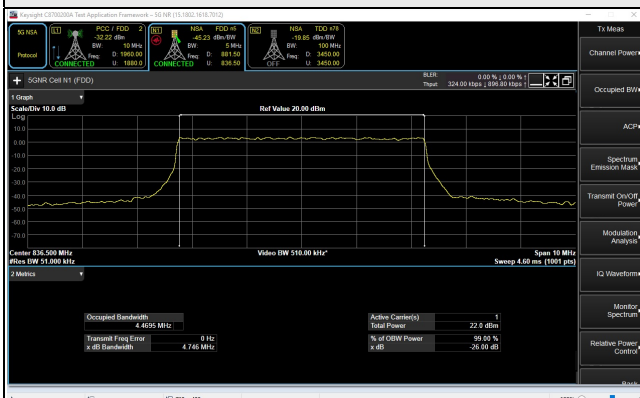 Keysight C8700200A Test Application Framework - 5G NR (15.1802.1618.7012)
5G NSA
Protocol
L1
PCC / FDD 2
-32.22 dBm
BW: 10 MHz
Freq: D: 1960.00
U: 1880.0
CONNECTED
N1
NSA FDD n5
-45.23 dBm/BW
BW: 5 MHz
Freq: D: 881.50
U: 836.50
CONNECTED
N2
NSA TDD n78
-19.85 dBm/BW
BW: 100 MHz
Freq: D: 3450.00
U: 3450.00
OFF
Tx Meas
Channel Power
Occupied BW
ACP
Spectrum
Emission Mask
Transmit On/Off
Power
Modulation
Analysis
IQ Waveform
Monitor
Spectrum
Relative Power
Control
5GNR Cell N1 (FDD)
BLER: 0.00 % ↓ 0.00 % ↑
Thput: 324.00 kbps ↓ 896.80 kbps ↑
1 Graph
Scale/Div 10.0 dB
Ref Value 20.00 dBm
Log
10.0
0.00
-10.0
-20.0
-30.0
-40.0
-50.0
-60.0
-70.0
Center 836.500 MHz
Video BW 510.00 kHz*
Span 10 MHz
#Res BW 51.000 kHz
Sweep 4.60 ms (1001 pts)
2 Metrics
Occupied Bandwidth
4.4695 MHz
Transmit Freq Error 0 Hz
x dB Bandwidth 4.746 MHz
Active Carrier(s) 1
Total Power 22.0 dBm
% of OBW Power 99.00 %
x dB -26.00 dB